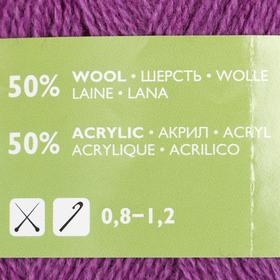 50% WOOL • ШЕРСТЬ • WOLLE
LAINE • LANA
50% ACRYLIC • АКРИЛ • ACRYL
ACRYLIQUE • ACRILICO
0,8–1,2